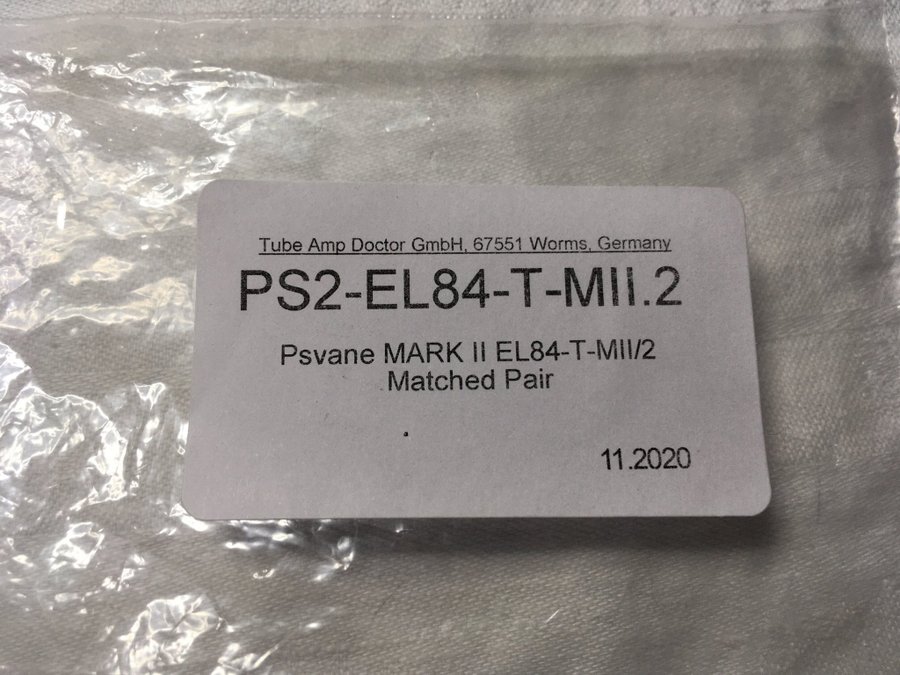 Tube Amp Doctor GmbH, 67551 Worms, Germany
PS2-EL84-T-MII.2
Psvane MARK II EL84-T-MII/2
Matched Pair
11.2020